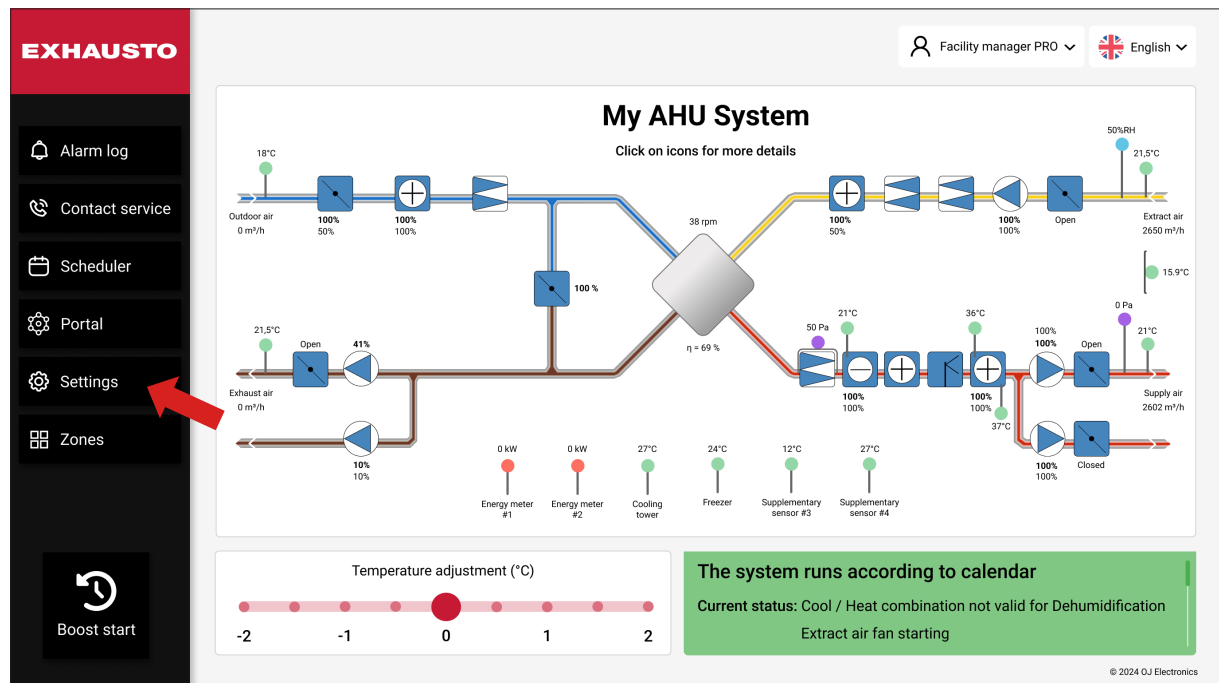 EXHAUSTO
Facility manager PRO
English
Alarm log
Contact service
Scheduler
Portal
Settings
Zones
Boost start
My AHU System
Click on icons for more details
18°C
50%RH
21,5°C
Outdoor air
0 m³/h
100%
50%
100%
100%
38 rpm
100%
50%
100%
100%
Open
Extract air
2650 m³/h
15.9°C
100 %
η = 69 %
21,5°C
Open
41%
Exhaust air
0 m³/h
10%
10%
50 Pa
21°C
36°C
0 Pa
100%
100%
Open
21°C
100%
100%
100%
100%
37°C
Supply air
2602 m³/h
100%
100%
Closed
0 kW
Energy meter
#1
0 kW
Energy meter
#2
27°C
Cooling
tower
24°C
Freezer
12°C
Supplementary
sensor #3
27°C
Supplementary
sensor #4
Temperature adjustment (°C)
-2 -1 0 1 2
The system runs according to calendar
Current status: Cool / Heat combination not valid for Dehumidification
Extract air fan starting
© 2024 OJ Electronics